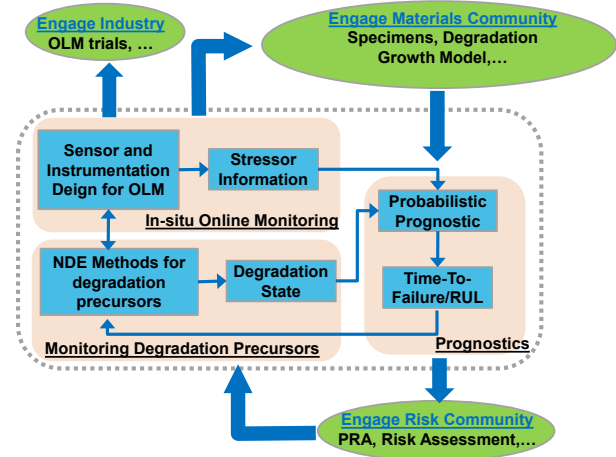 Engage Industry
OLM trials, …
Engage Materials Community
Specimens, Degradation
Growth Model,…
Sensor and
Instrumentation
Deign for OLM
Stressor
Information
In-situ Online Monitoring
Probabilistic
Prognostic
NDE Methods for
degradation
precursors
Degradation
State
Time-To-
Failure/RUL
Monitoring Degradation Precursors
Prognostics
Engage Risk Community
PRA, Risk Assessment,…